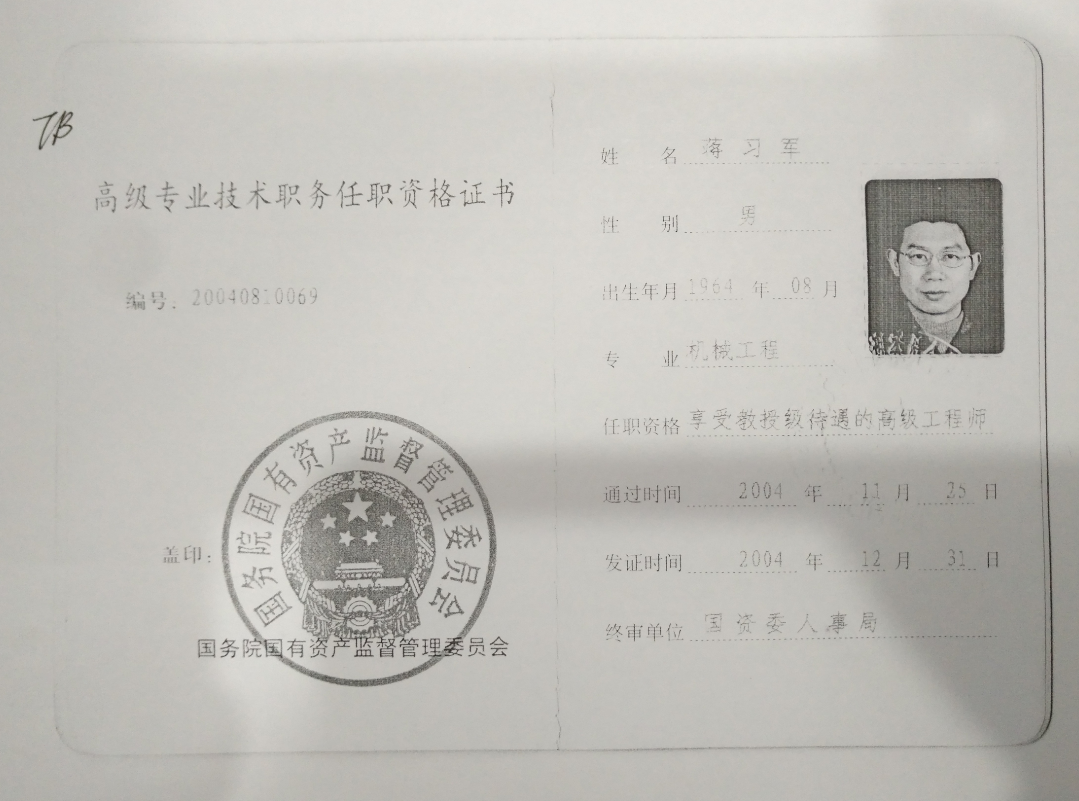 TB
高级专业技术职务任职资格证书
编号：20040810069
盖印：
国务院国有资产监督管理委员会
国务院国有资产监督管理委员会
姓 名 蒋习军
性 别 男
出生年月 1964 年 08 月
专 业 机械工程
任职资格 享受教授级待遇的高级工程师
通过时间 2004 年 11 月 25 日
发证时间 2004 年 12 月 31 日
终审单位 国资委人事局